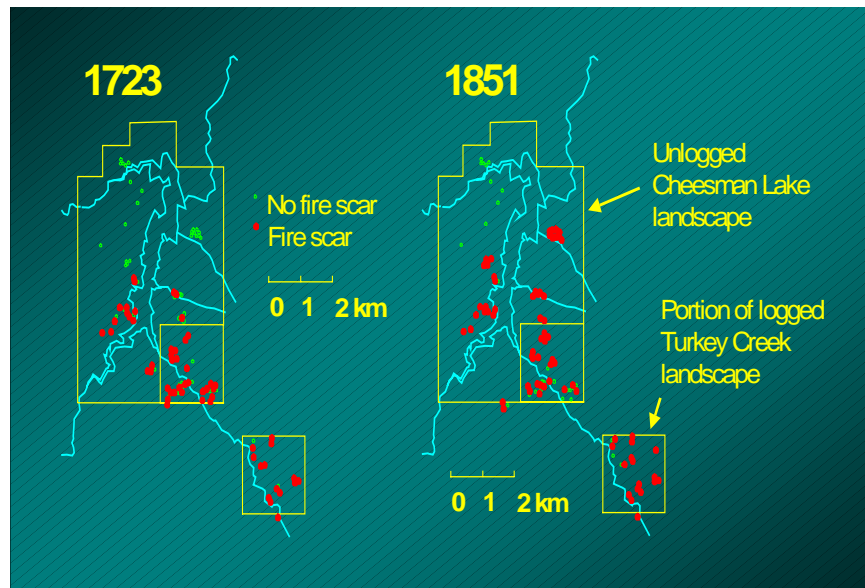 1723
1851
Unlogged
Cheesman Lake
landscape
No fire scar
Fire scar
0 1 2 km
Portion of logged
Turkey Creek
landscape
0 1 2 km